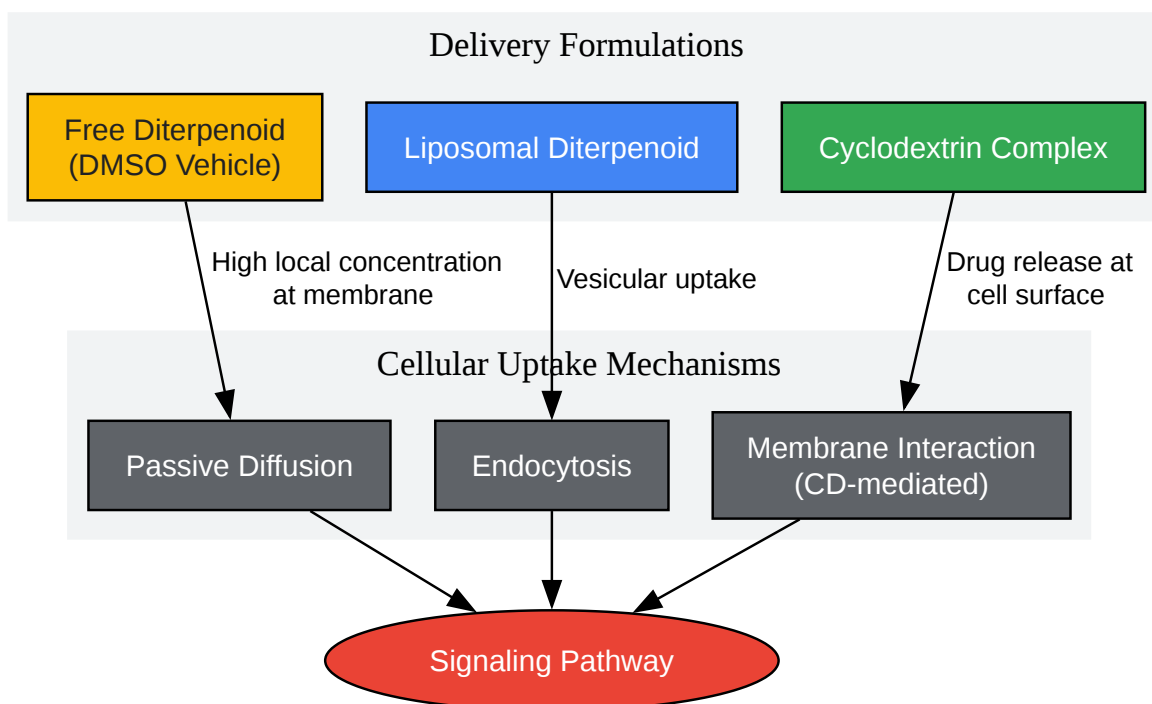 Delivery Formulations
Free Diterpenoid
(DMSO Vehicle)
Liposomal Diterpenoid
Cyclodextrin Complex
High local concentration
at membrane
Vesicular uptake
Drug release at
cell surface
Cellular Uptake Mechanisms
Passive Diffusion
Endocytosis
Membrane Interaction
(CD-mediated)
Signaling Pathway